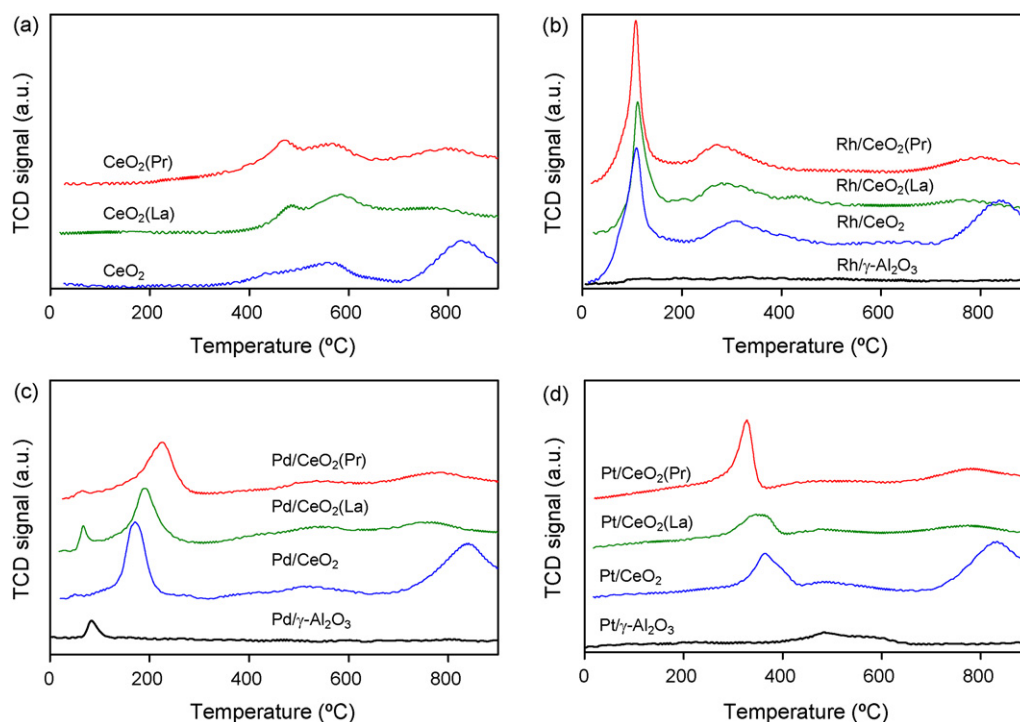 (a)
TCD signal (a.u.)
CeO₂(Pr)
CeO₂(La)
CeO₂
0 200 400 600 800
Temperature (ºC)
(b)
TCD signal (a.u.)
Rh/CeO₂(Pr)
Rh/CeO₂(La)
Rh/CeO₂
Rh/γ-Al₂O₃
0 200 400 600 800
Temperature (ºC)
(c)
TCD signal (a.u.)
Pd/CeO₂(Pr)
Pd/CeO₂(La)
Pd/CeO₂
Pd/γ-Al₂O₃
0 200 400 600 800
Temperature (ºC)
(d)
TCD signal (a.u.)
Pt/CeO₂(Pr)
Pt/CeO₂(La)
Pt/CeO₂
Pt/γ-Al₂O₃
0 200 400 600 800
Temperature (ºC)